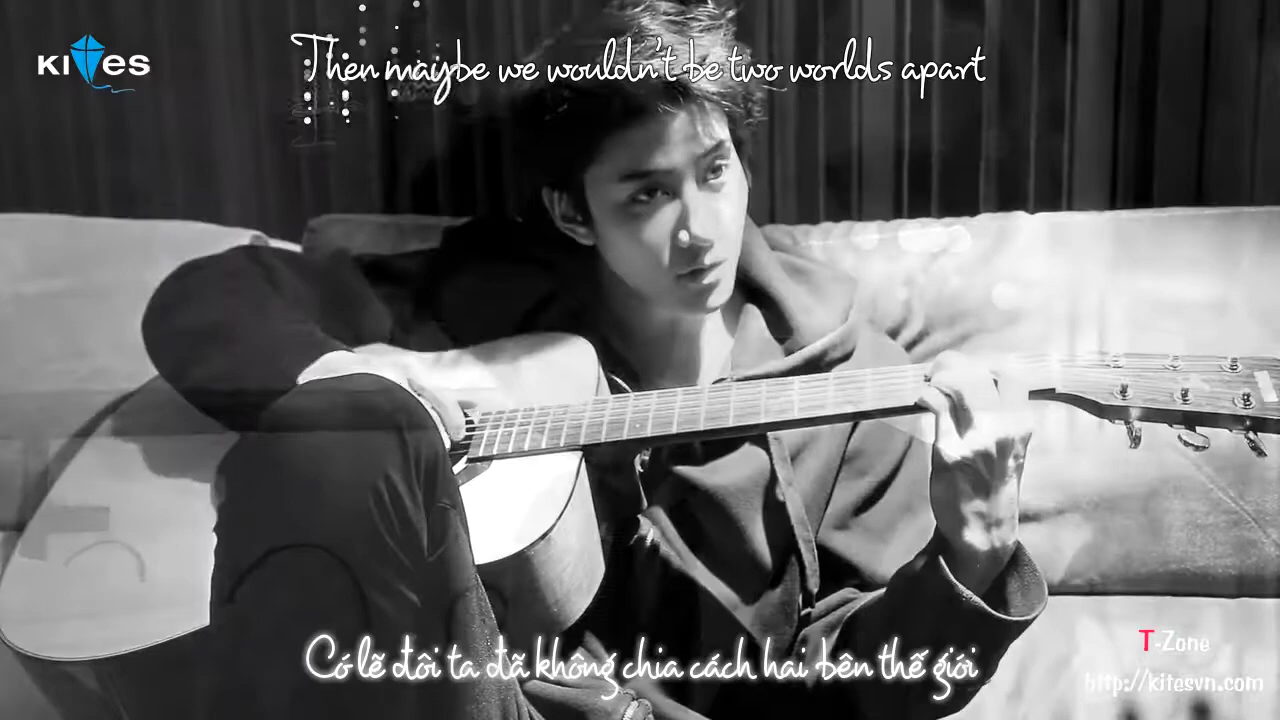 KITES
Then maybe we wouldn't be two worlds apart
Có lẽ đôi ta đã không chia cách hai bên thế giới
T-Zone
http://kitesvn.com